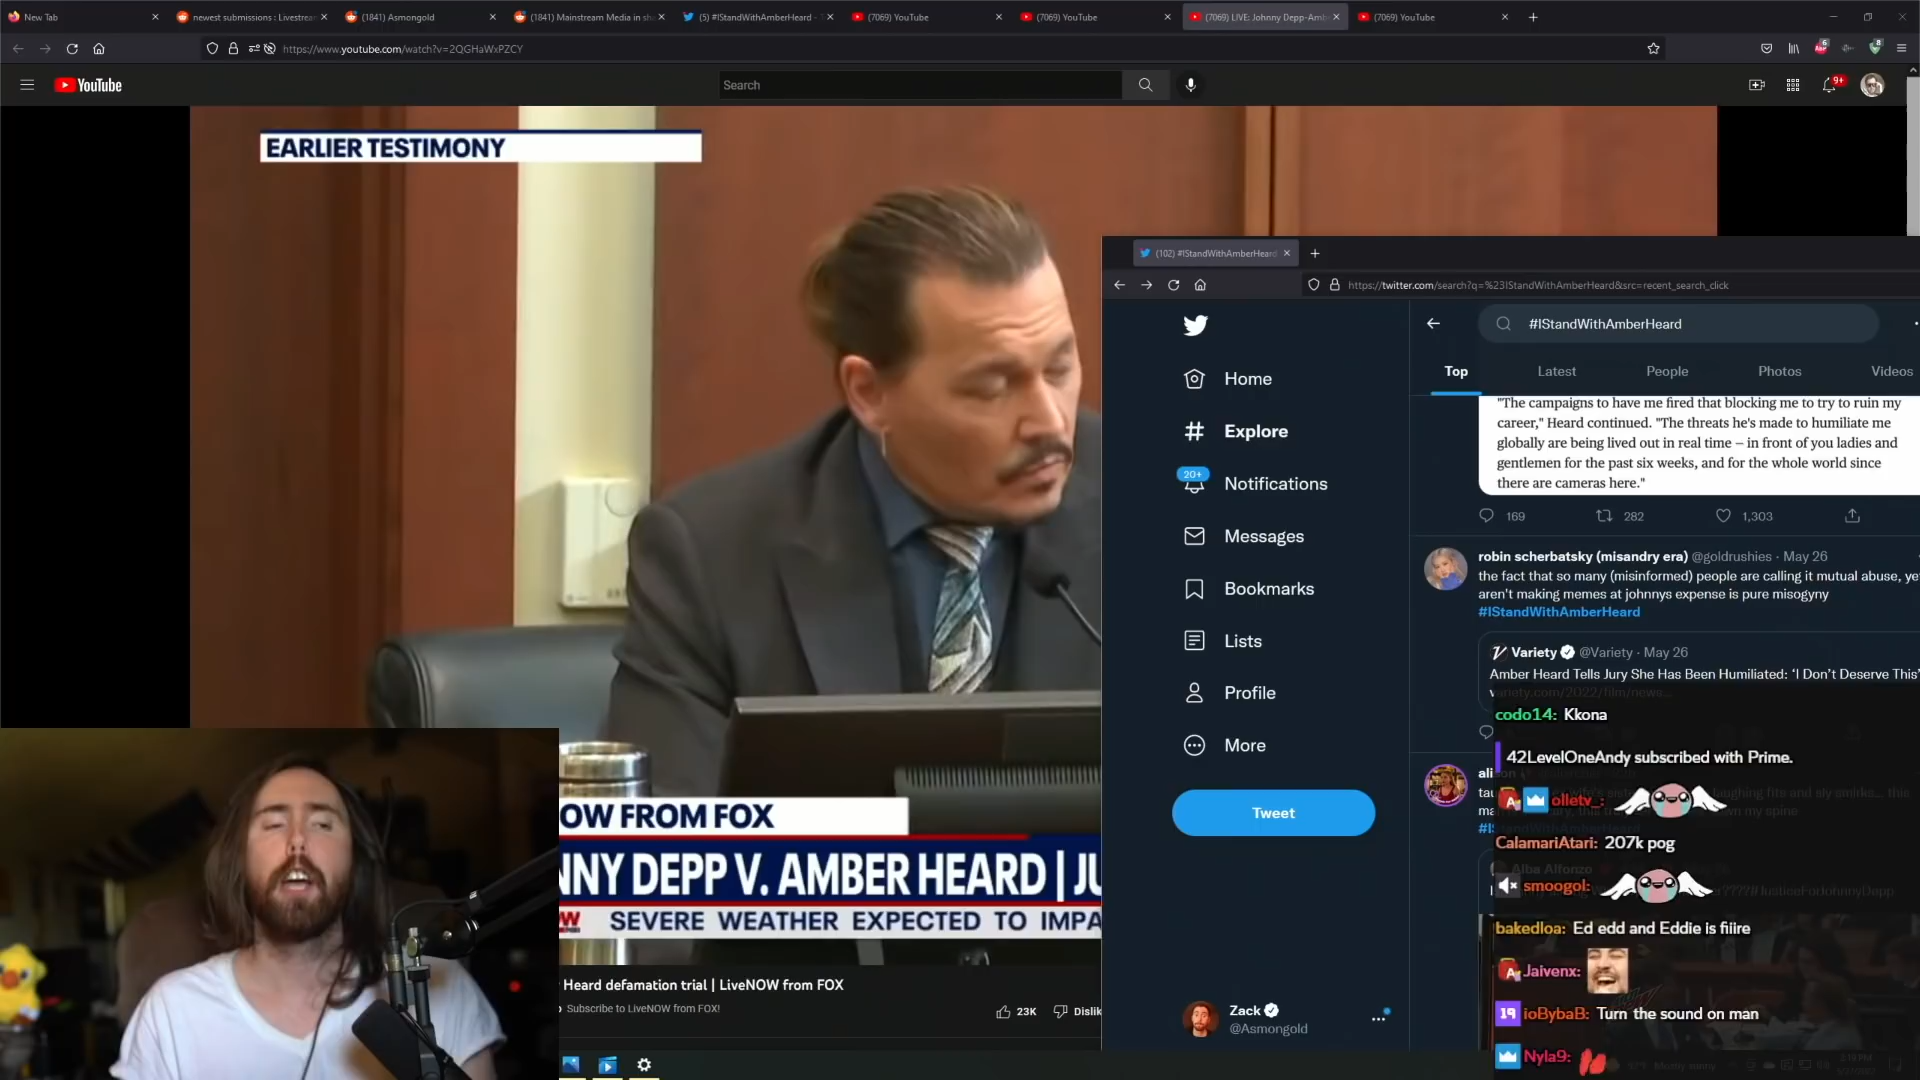 New Tab
newest submissions : Livestrea
(1841) Asmongold
(1841) Mainstream Media in sh
(5) #IStandWithAmberHeard -
(7069) YouTube
(7069) YouTube
(7069) LIVE: Johnny Depp-Amb
(7069) YouTube
https://www.youtube.com/watch?v=2QGHaWxPZCY
YouTube
Search
9+
EARLIER TESTIMONY
OW FROM FOX
NNY DEPP V. AMBER HEARD | JU
SEVERE WEATHER EXPECTED TO IMPA
Heard defamation trial | LiveNOW from FOX
Subscribe to LiveNOW from FOX!
23K
Dislik
(102) #IStandWithAmberHeard
https://twitter.com/search?q=%23IStandWithAmberHeard&src=recent_search_click
#IStandWithAmberHeard
Home
Explore
20+
Notifications
Messages
Bookmarks
Lists
Profile
More
Tweet
Zack
@Asmongold
Top
Latest
People
Photos
Videos
"The campaigns to have me fired that blocking me to try to ruin my
career," Heard continued. "The threats he's made to humiliate me
globally are being lived out in real time – in front of you ladies and
gentlemen for the past six weeks, and for the whole world since
there are cameras here."
169
282
1,303
robin scherbatsky (misandry era) @goldrushies · May 26
the fact that so many (misinformed) people are calling it mutual abuse, ye
aren't making memes at johnnys expense is pure misogyny
#IStandWithAmberHeard
Variety @Variety · May 26
Amber Heard Tells Jury She Has Been Humiliated: 'I Don't Deserve This'
variety.com/2022/film/news...
codo14: Kkona
42LevelOneAndy subscribed with Prime.
olletv_:
CalamariAtari: 207k pog
Alba Alfonzo
smoogol:
bakedloa: Ed edd and Eddie is fiiire
Jaivenx:
ioBybaB: Turn the sound on man
Nyla9: